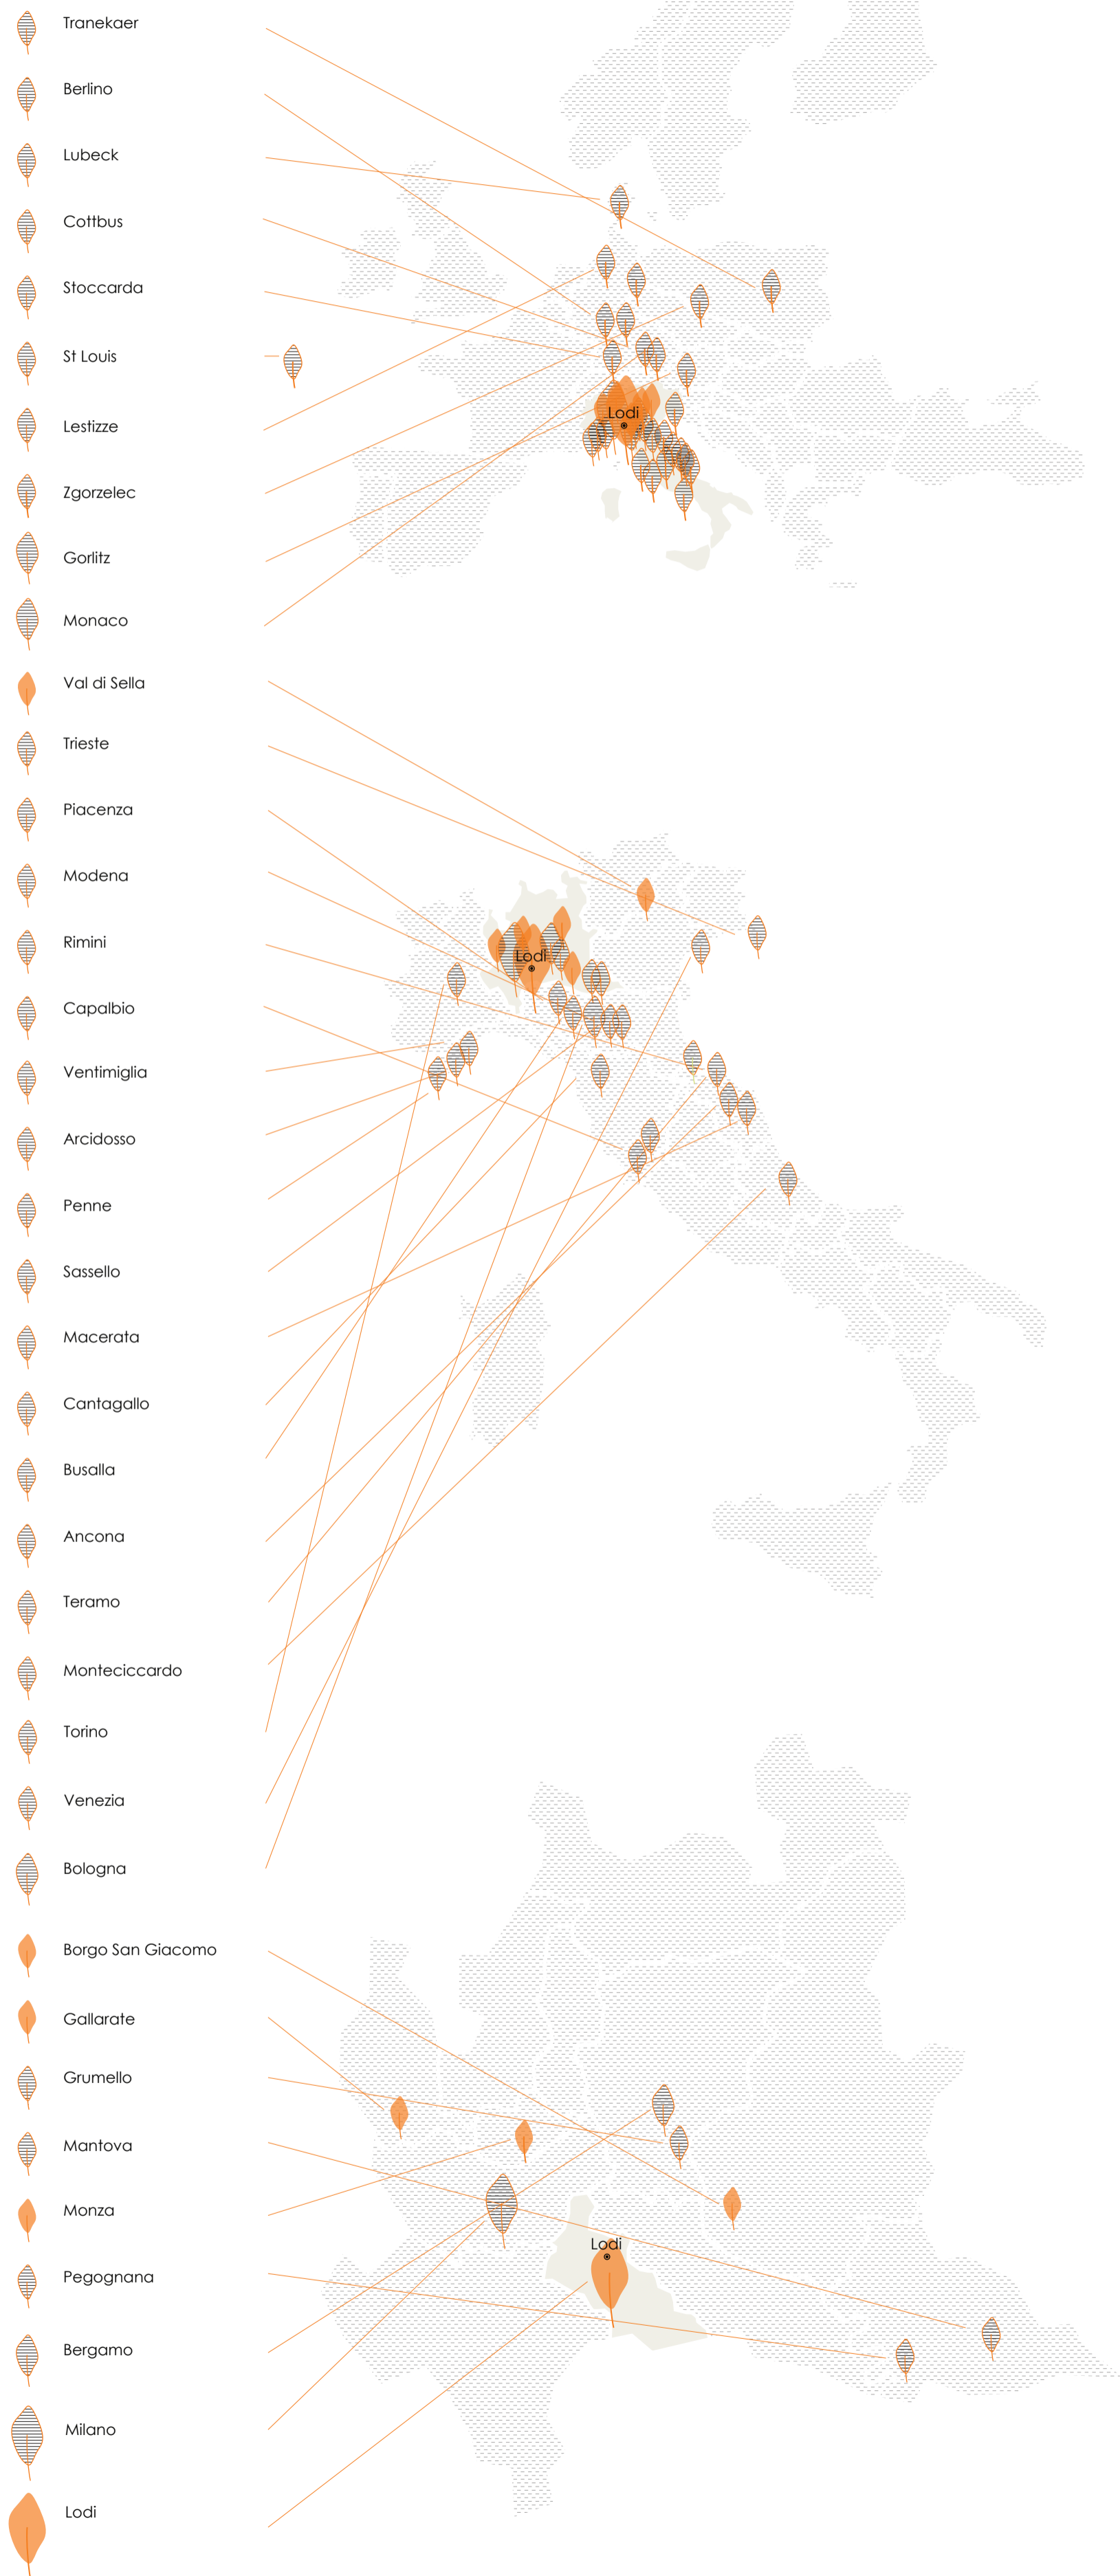 Tranekaer
Berlino
Lubeck
Cottbus
Stoccarda
St Louis
Lestizze
Zgorzelec
Gorlitz
Monaco
Lodi
Val di Sella
Trieste
Piacenza
Modena
Rimini
Capalbio
Ventimiglia
Arcidosso
Penne
Sassello
Macerata
Cantagallo
Busalla
Ancona
Teramo
Monteciccardo
Torino
Venezia
Bologna
Lodi
Borgo San Giacomo
Gallarate
Grumello
Mantova
Monza
Pegognana
Bergamo
Milano
Lodi
Lodi